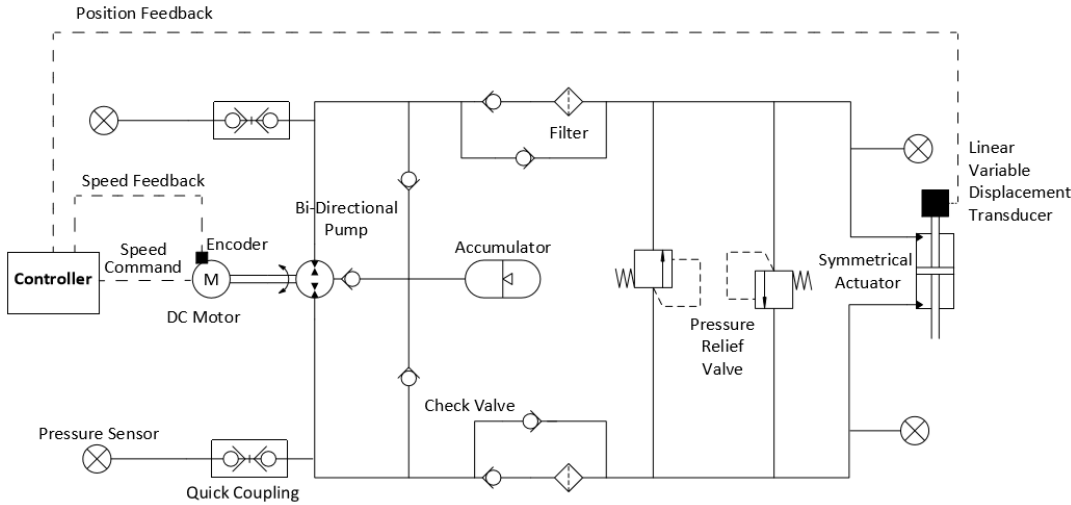 Position Feedback
Filter
Linear
Variable
Displacement
Transducer
Speed Feedback
Bi-Directional
Pump
Encoder
Speed
Command
Accumulator
Controller
M
DC Motor
Symmetrical
Actuator
Pressure
Relief
Valve
Check Valve
Pressure Sensor
Quick Coupling